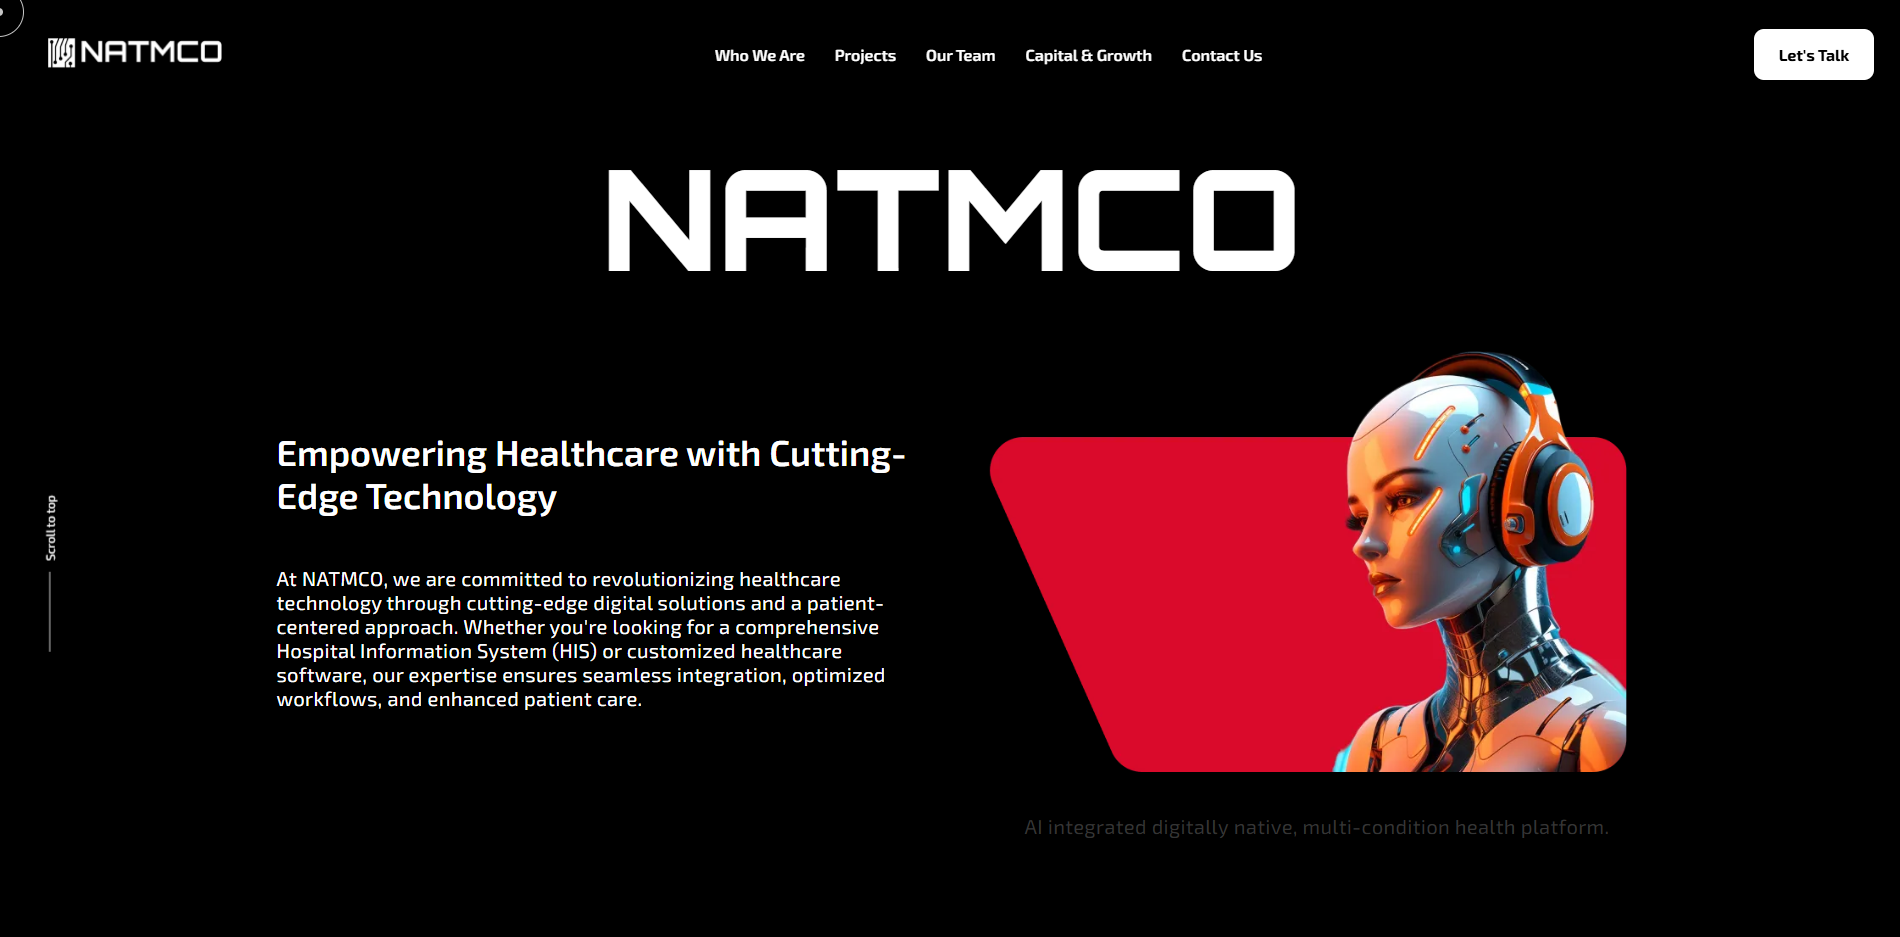 NATMCO
Who We Are
Projects
Our Team
Capital & Growth
Contact Us
Let's Talk
NATMCO
Empowering Healthcare with Cutting-
Edge Technology
At NATMCO, we are committed to revolutionizing healthcare
technology through cutting-edge digital solutions and a patient-
centered approach. Whether you're looking for a comprehensive
Hospital Information System (HIS) or customized healthcare
software, our expertise ensures seamless integration, optimized
workflows, and enhanced patient care.
Scroll to top
AI integrated digitally native, multi-condition health platform.